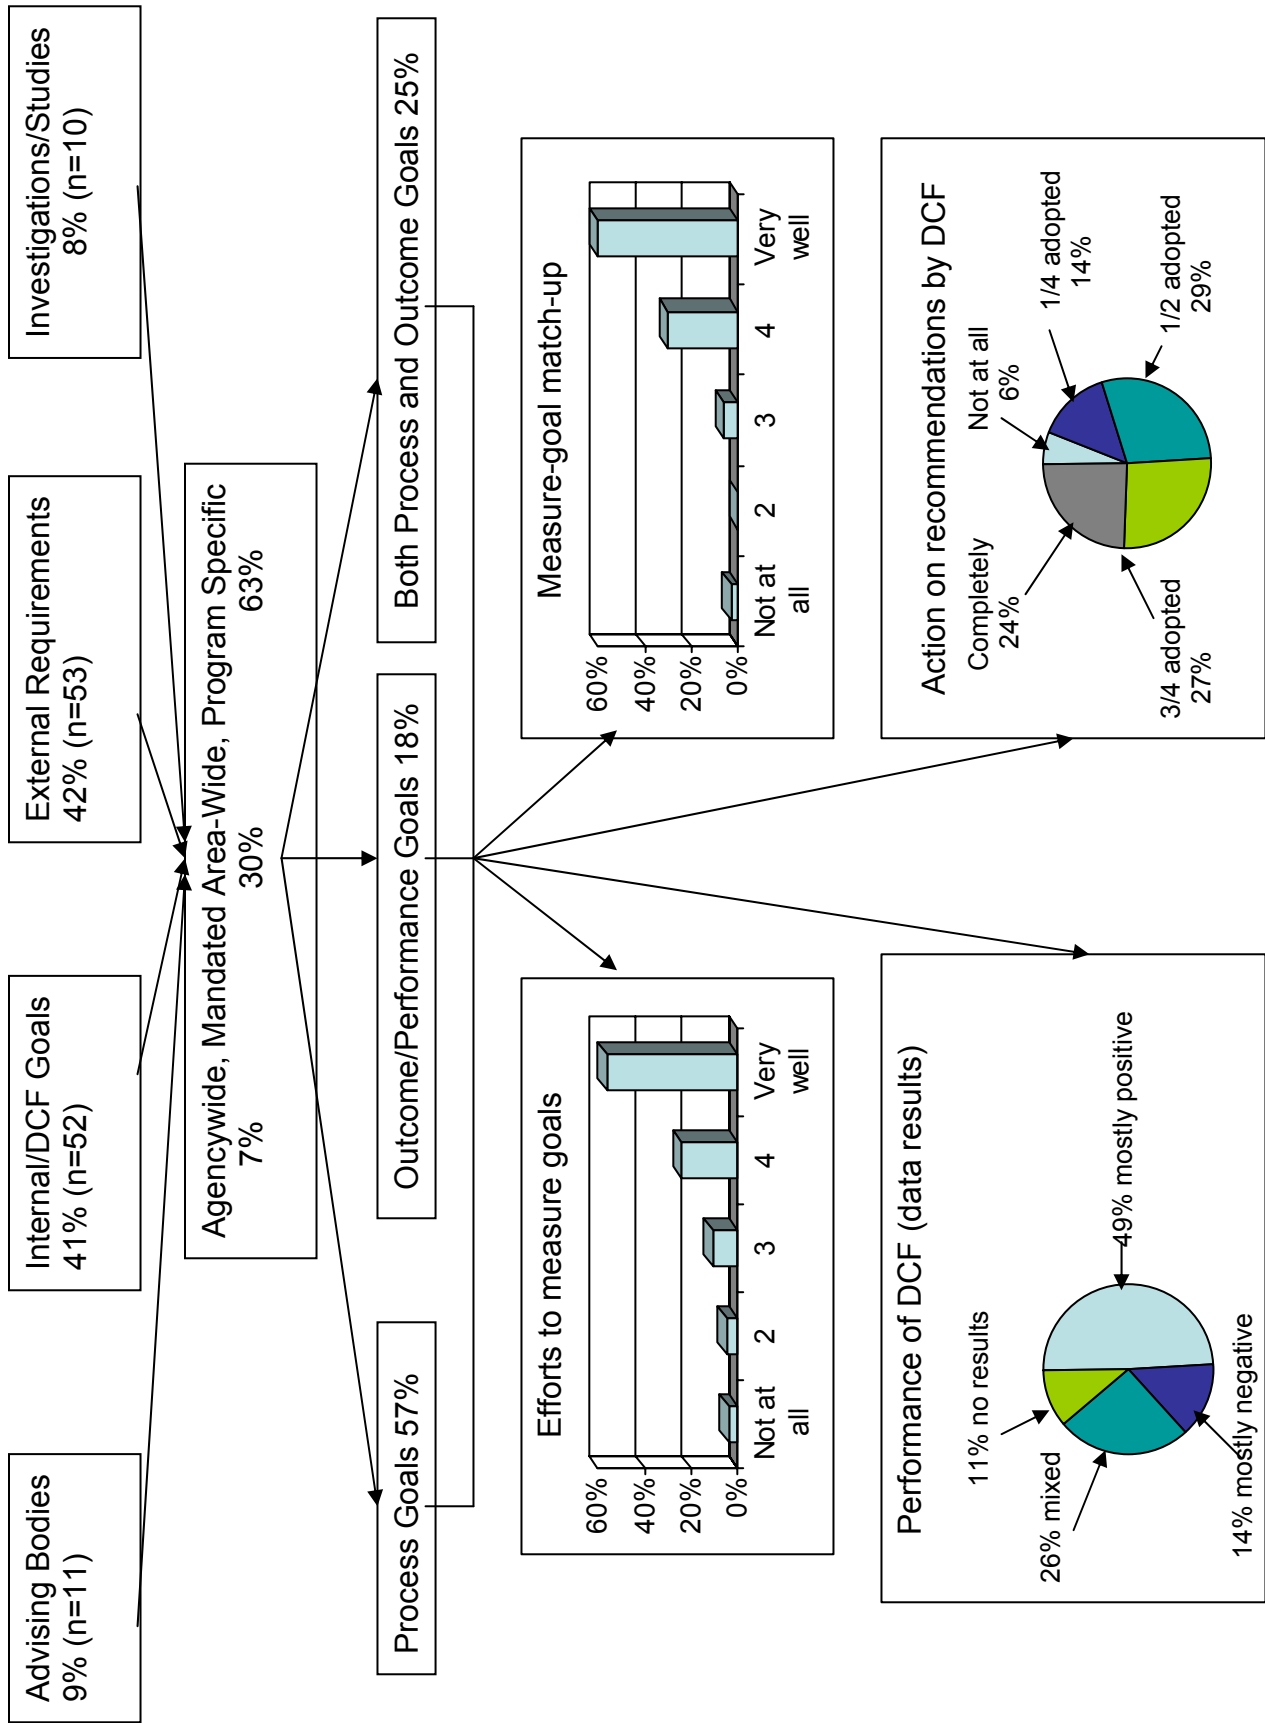 Advising Bodies
9% (n=11)
Internal/DCF Goals
41% (n=52)
External Requirements
42% (n=53)
Investigations/Studies
8% (n=10)
Agencywide, Mandated Area-Wide, Program Specific
7% 30% 63%
Process Goals 57%
Outcome/Performance Goals 18%
Both Process and Outcome Goals 25%
Efforts to measure goals
60%
40%
20%
0%
Not at
all
2
3
4
Very
well
Measure-goal match-up
60%
40%
20%
0%
Not at
all
2
3
4
Very
well
Performance of DCF (data results)
26% mixed
11% no results
49% mostly positive
14% mostly negative
Action on recommendations by DCF
Completely
24%
Not at all
6%
1/4 adopted
14%
3/4 adopted
27%
1/2 adopted
29%